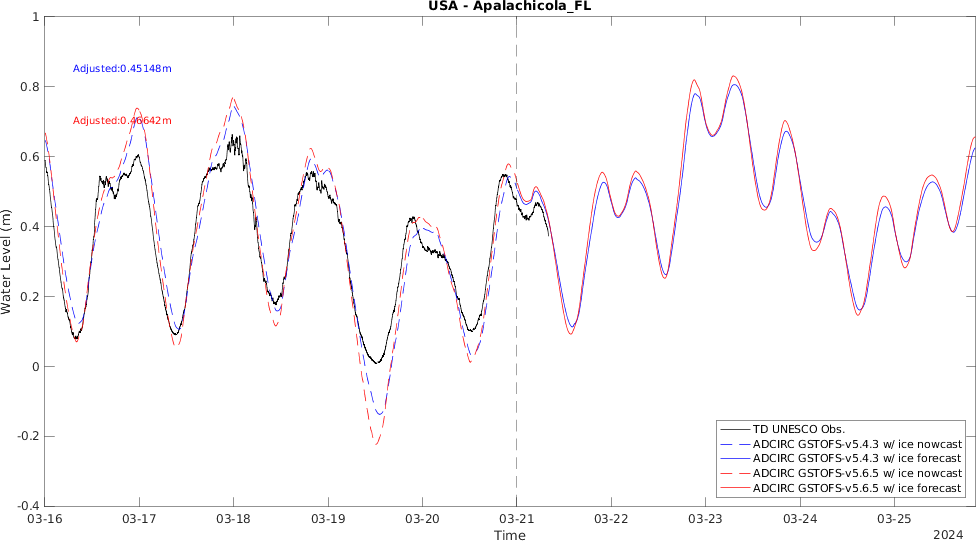 USA - Apalachicola_FL
Adjusted:0.45148m
Adjusted:0.46642m
Water Level (m)
1
0.8
0.6
0.4
0.2
0
-0.2
-0.4
TD UNESCO Obs.
ADCIRC GSTOFS-v5.4.3 w/ ice nowcast
ADCIRC GSTOFS-v5.4.3 w/ ice forecast
ADCIRC GSTOFS-v5.6.5 w/ ice nowcast
ADCIRC GSTOFS-v5.6.5 w/ ice forecast
03-16 03-17 03-18 03-19 03-20 03-21 03-22 03-23 03-24 03-25
Time
2024